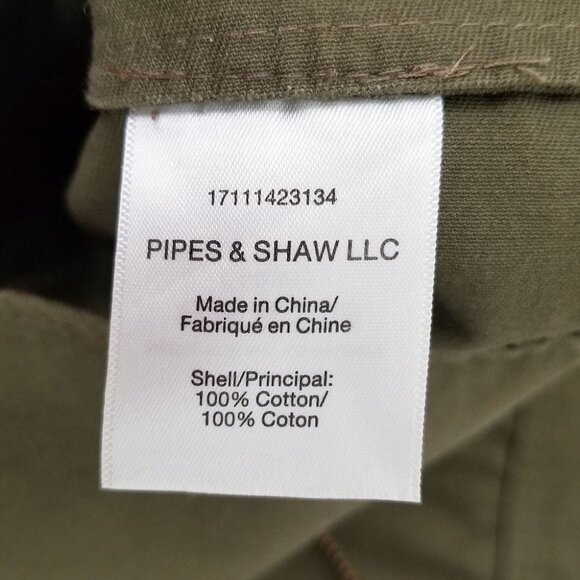 17111423134
PIPES & SHAW LLC
Made in China/
Fabriqué en Chine
Shell/Principal:
100% Cotton/
100% Coton